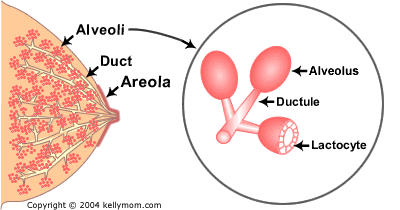 Alveoli
Duct
Areola
Alveolus
Ductule
Lactocyte
Copyright © 2004 kellymom.com